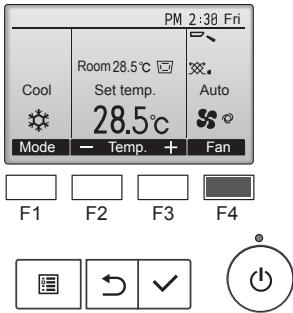 PM 2:30 Fri
Room 28.5℃
Cool Set temp. Auto
28.5℃
Mode − Temp. + Fan
F1 F2 F3 F4